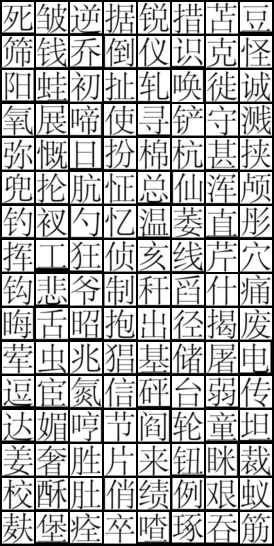 死皱逆据锐措苫豆
筛钱乔倒仪识克怪
阳蛙初扯轧唤徒诚
氧展啼使寻铲守溅
弥慨日扮棉杭甚挟
兜抡肮怔总仙浑颅
钓衩勺忆温萎直彤
挥工狂侦亥线芹穴
钩悲爷制秆舀什痛
晦舌昭抱出径揭废
荤虫兆猖基储屠电
逗宦氮信砰台弱传
达媚哼节阎轮童坦
姜奢胜片来钮眯裁
校酥肚俏绩例艰蚁
麸堡痊卒喳琢吞筋